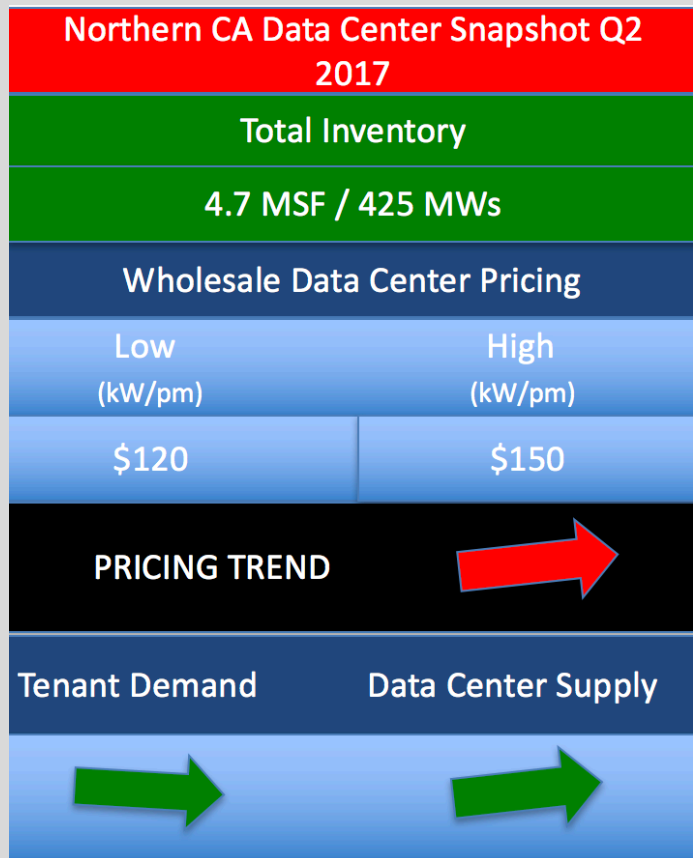 Northern CA Data Center Snapshot Q2
2017
Total Inventory
4.7 MSF / 425 MWs
Wholesale Data Center Pricing
Low High
(kW/pm) (kW/pm)
$120 $150
PRICING TREND
Tenant Demand Data Center Supply